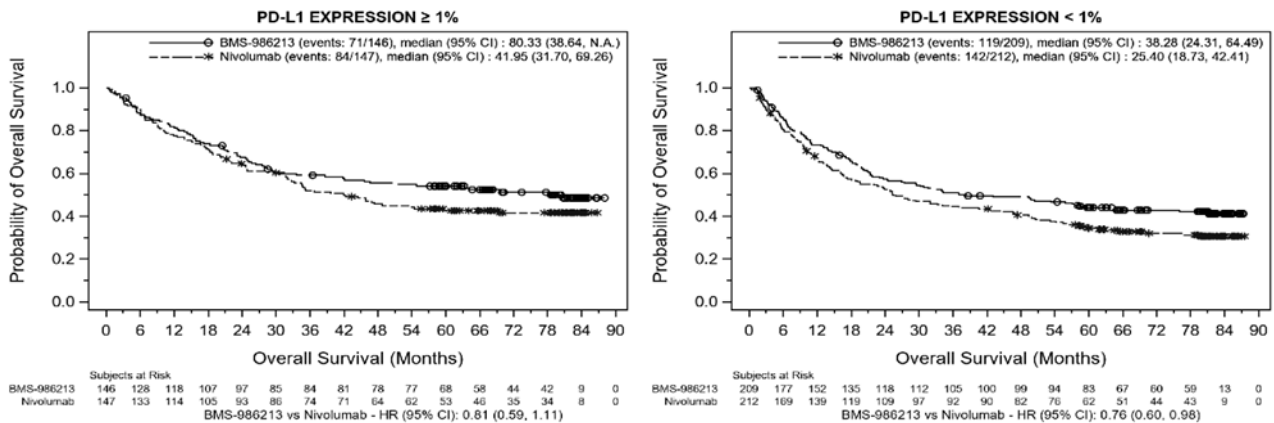 PD-L1 EXPRESSION ≥ 1%
BMS-986213 (events: 71/146), median (95% CI) : 80.33 (38.64, N.A.)
Nivolumab (events: 84/147), median (95% CI) : 41.95 (31.70, 69.26)
Probability of Overall Survival
1.0
0.8
0.6
0.4
0.2
0.0
0 6 12 18 24 30 36 42 48 54 60 66 72 78 84 90
Overall Survival (Months)
Subjects at Risk
BMS-986213 146 128 118 107 97 85 84 81 78 77 68 58 44 42 9 0
Nivolumab 147 133 114 105 93 86 74 71 64 62 53 46 35 34 8 0
BMS-986213 vs Nivolumab - HR (95% CI): 0.81 (0.59, 1.11)
PD-L1 EXPRESSION < 1%
BMS-986213 (events: 119/209), median (95% CI) : 38.28 (24.31, 64.49)
Nivolumab (events: 142/212), median (95% CI) : 25.40 (18.73, 42.41)
Probability of Overall Survival
1.0
0.8
0.6
0.4
0.2
0.0
0 6 12 18 24 30 36 42 48 54 60 66 72 78 84 90
Overall Survival (Months)
Subjects at Risk
BMS-986213 209 177 152 135 118 112 105 100 99 94 83 67 60 59 13 0
Nivolumab 212 169 139 119 109 97 92 90 82 76 62 51 44 43 9 0
BMS-986213 vs Nivolumab - HR (95% CI): 0.76 (0.60, 0.98)